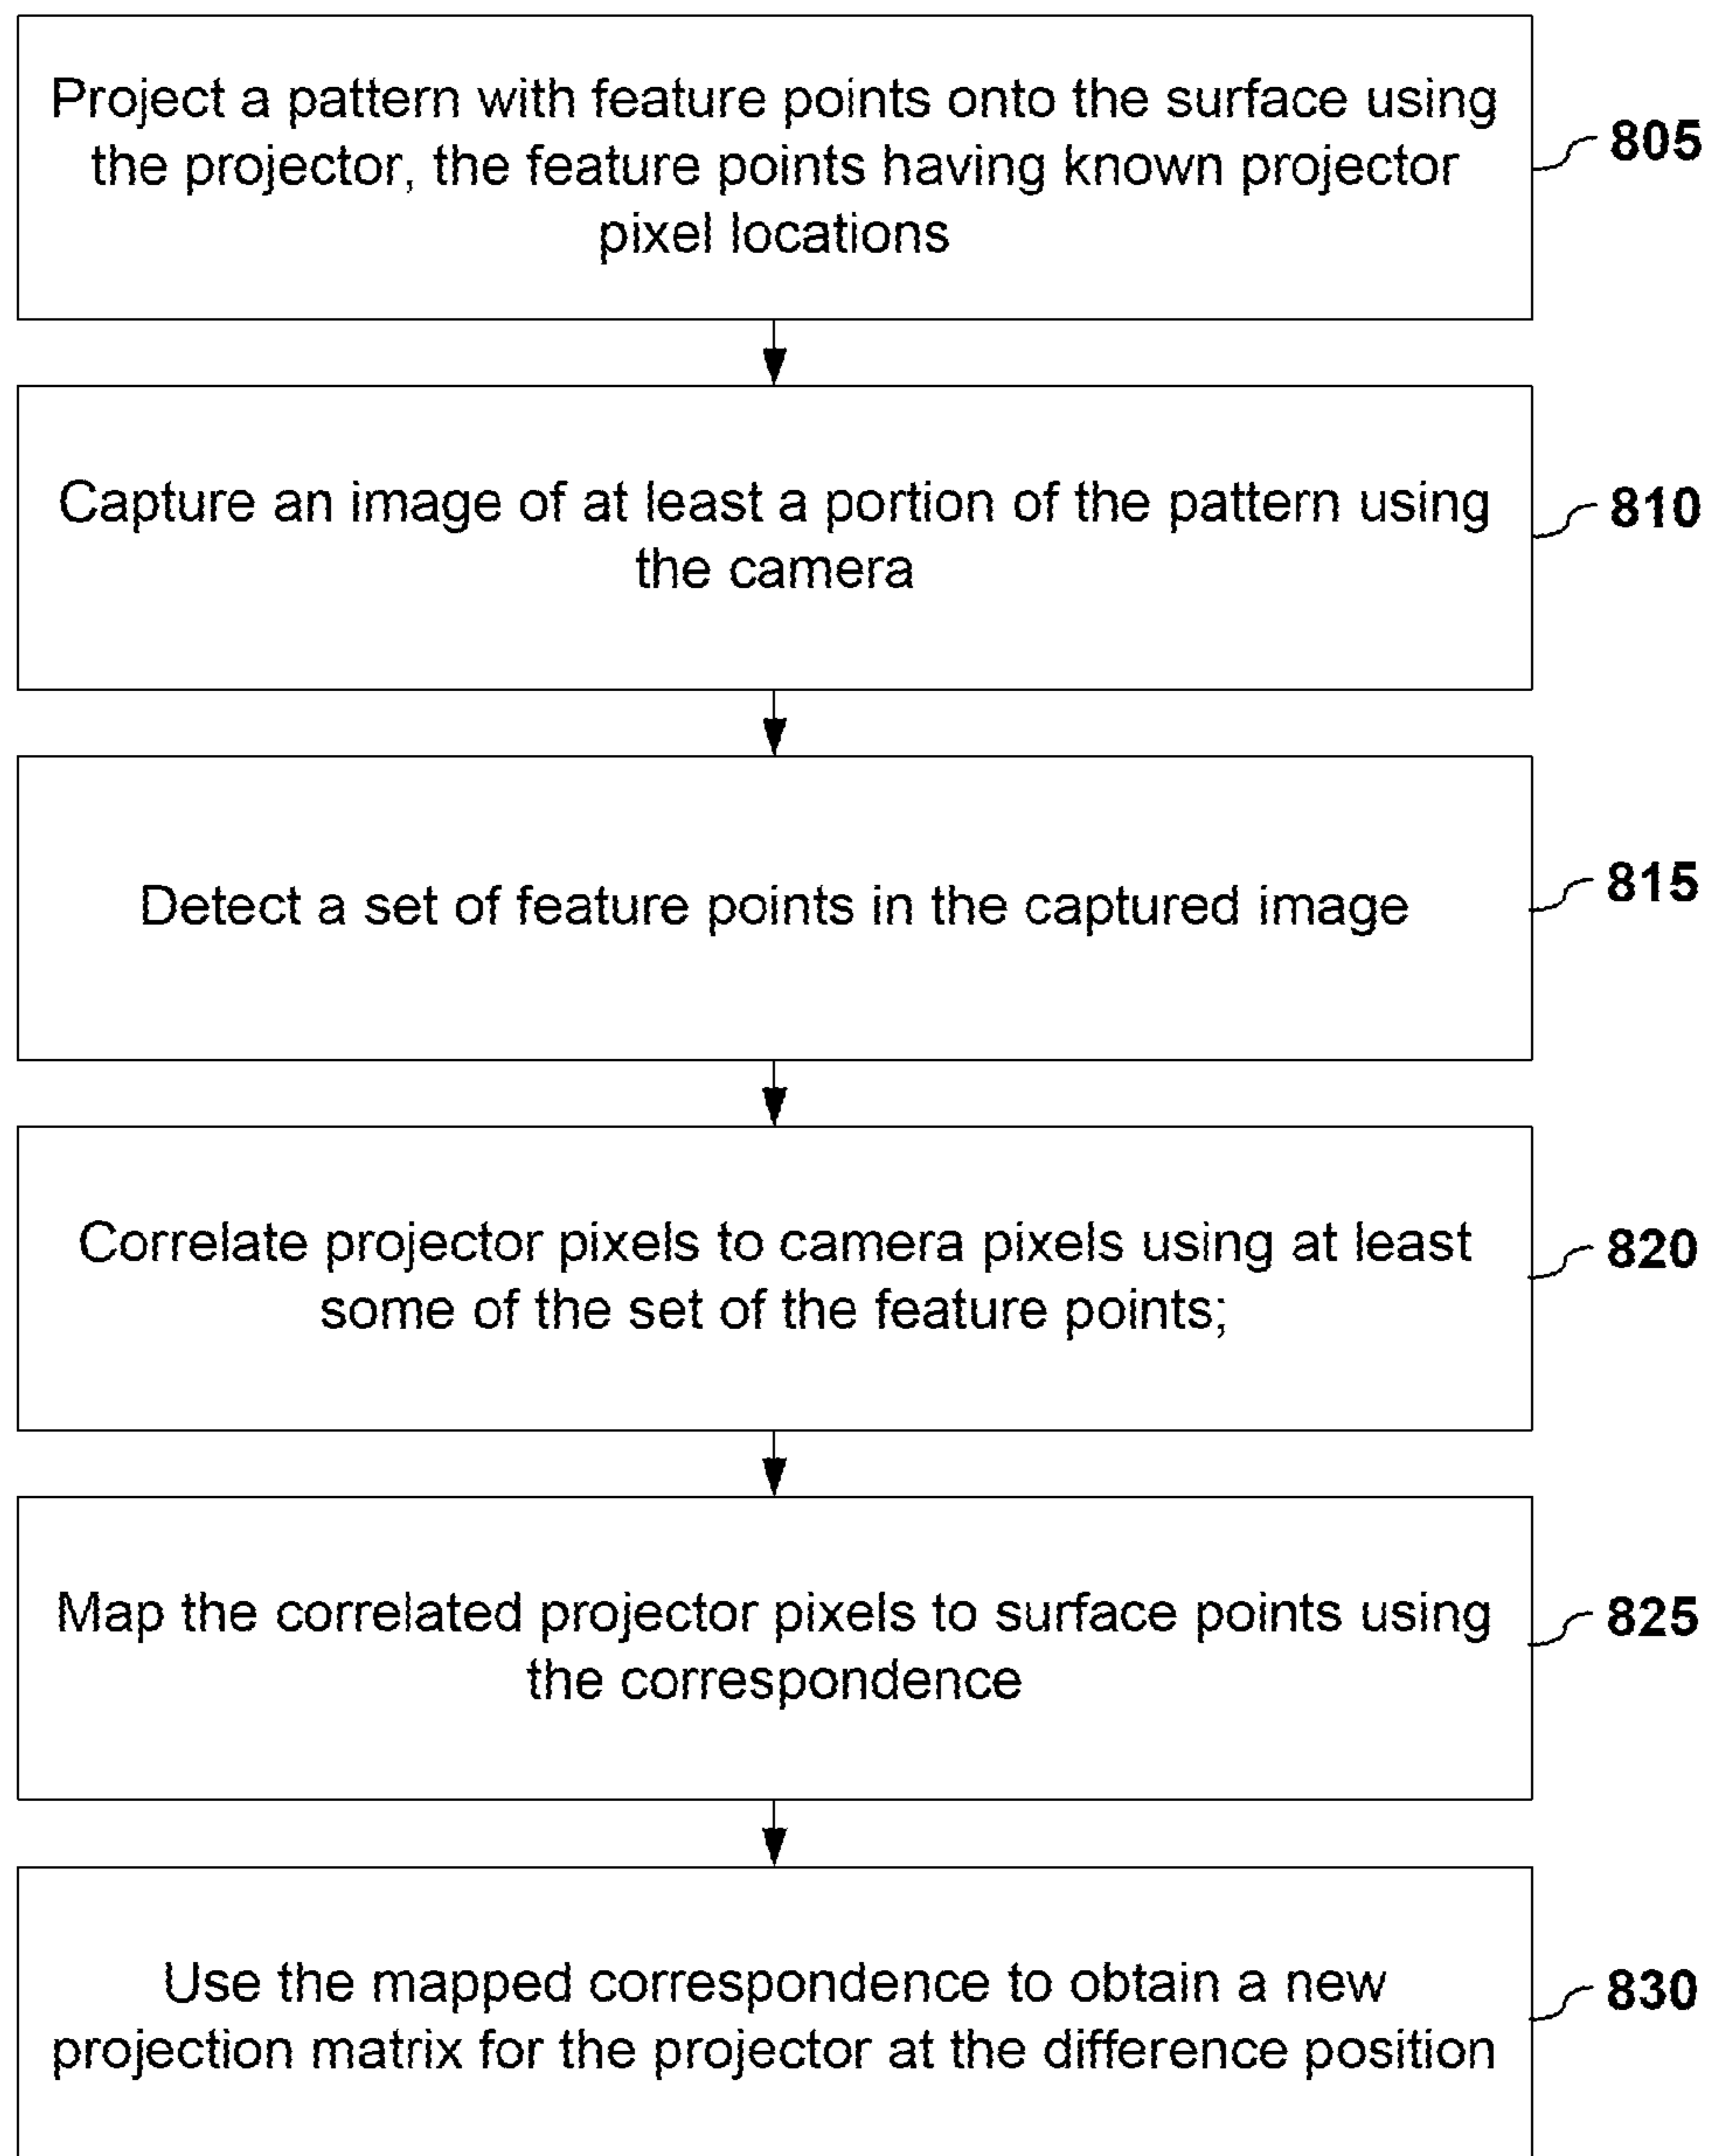 Project a pattern with feature points onto the surface using
the projector, the feature points having known projector
pixel locations
805
Capture an image of at least a portion of the pattern using
the camera
810
Detect a set of feature points in the captured image
815
Correlate projector pixels to camera pixels using at least
some of the set of the feature points;
820
Map the correlated projector pixels to surface points using
the correspondence
825
Use the mapped correspondence to obtain a new
projection matrix for the projector at the difference position
830